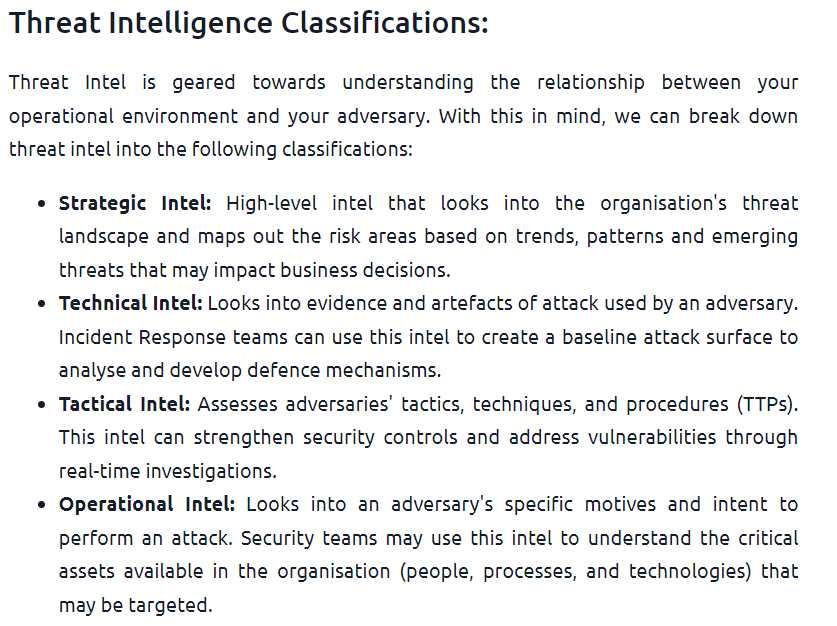 Threat Intelligence Classifications:
Threat Intel is geared towards understanding the relationship between your
operational environment and your adversary. With this in mind, we can break down
threat intel into the following classifications:
• Strategic Intel: High-level intel that looks into the organisation's threat
landscape and maps out the risk areas based on trends, patterns and emerging
threats that may impact business decisions.
• Technical Intel: Looks into evidence and artefacts of attack used by an adversary.
Incident Response teams can use this intel to create a baseline attack surface to
analyse and develop defence mechanisms.
• Tactical Intel: Assesses adversaries' tactics, techniques, and procedures (TTPs).
This intel can strengthen security controls and address vulnerabilities through
real-time investigations.
• Operational Intel: Looks into an adversary's specific motives and intent to
perform an attack. Security teams may use this intel to understand the critical
assets available in the organisation (people, processes, and technologies) that
may be targeted.